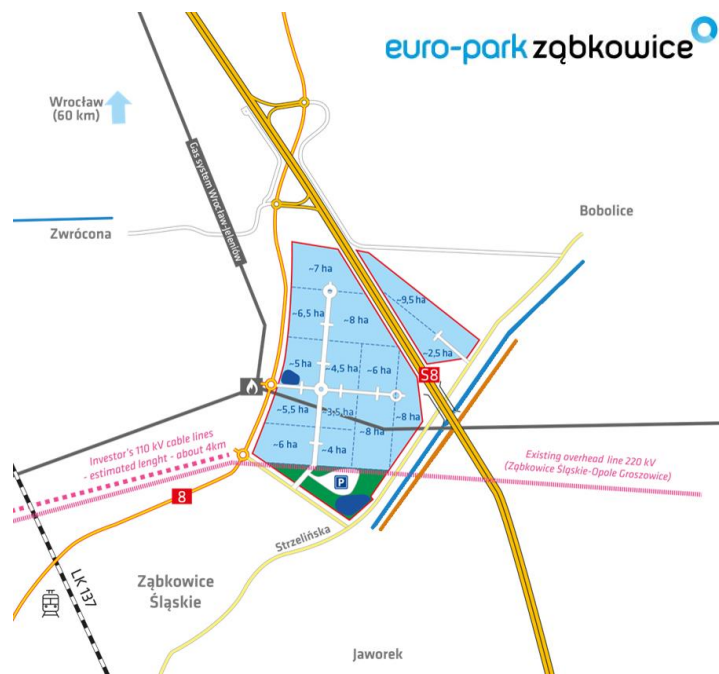 euro-park ząbkowice
Wrocław
(60 km)
Gas system Wrocław-Jeleniów
Bobolice
Zwrócona
~7 ha
~9,5 ha
~6,5 ha
~8 ha
~2,5 ha
~5 ha
~4,5 ha
~6 ha
S8
~5,5 ha
~3,5 ha
~8 ha
~8 ha
~6 ha
~4 ha
Investor's 110 kV cable lines
- estimated lenght - about 4km
Existing overhead line 220 kV
(Ząbkowice Śląskie-Opole Groszowice)
P
8
Strzelińska
LK 137
Ząbkowice
Śląskie
Jaworek